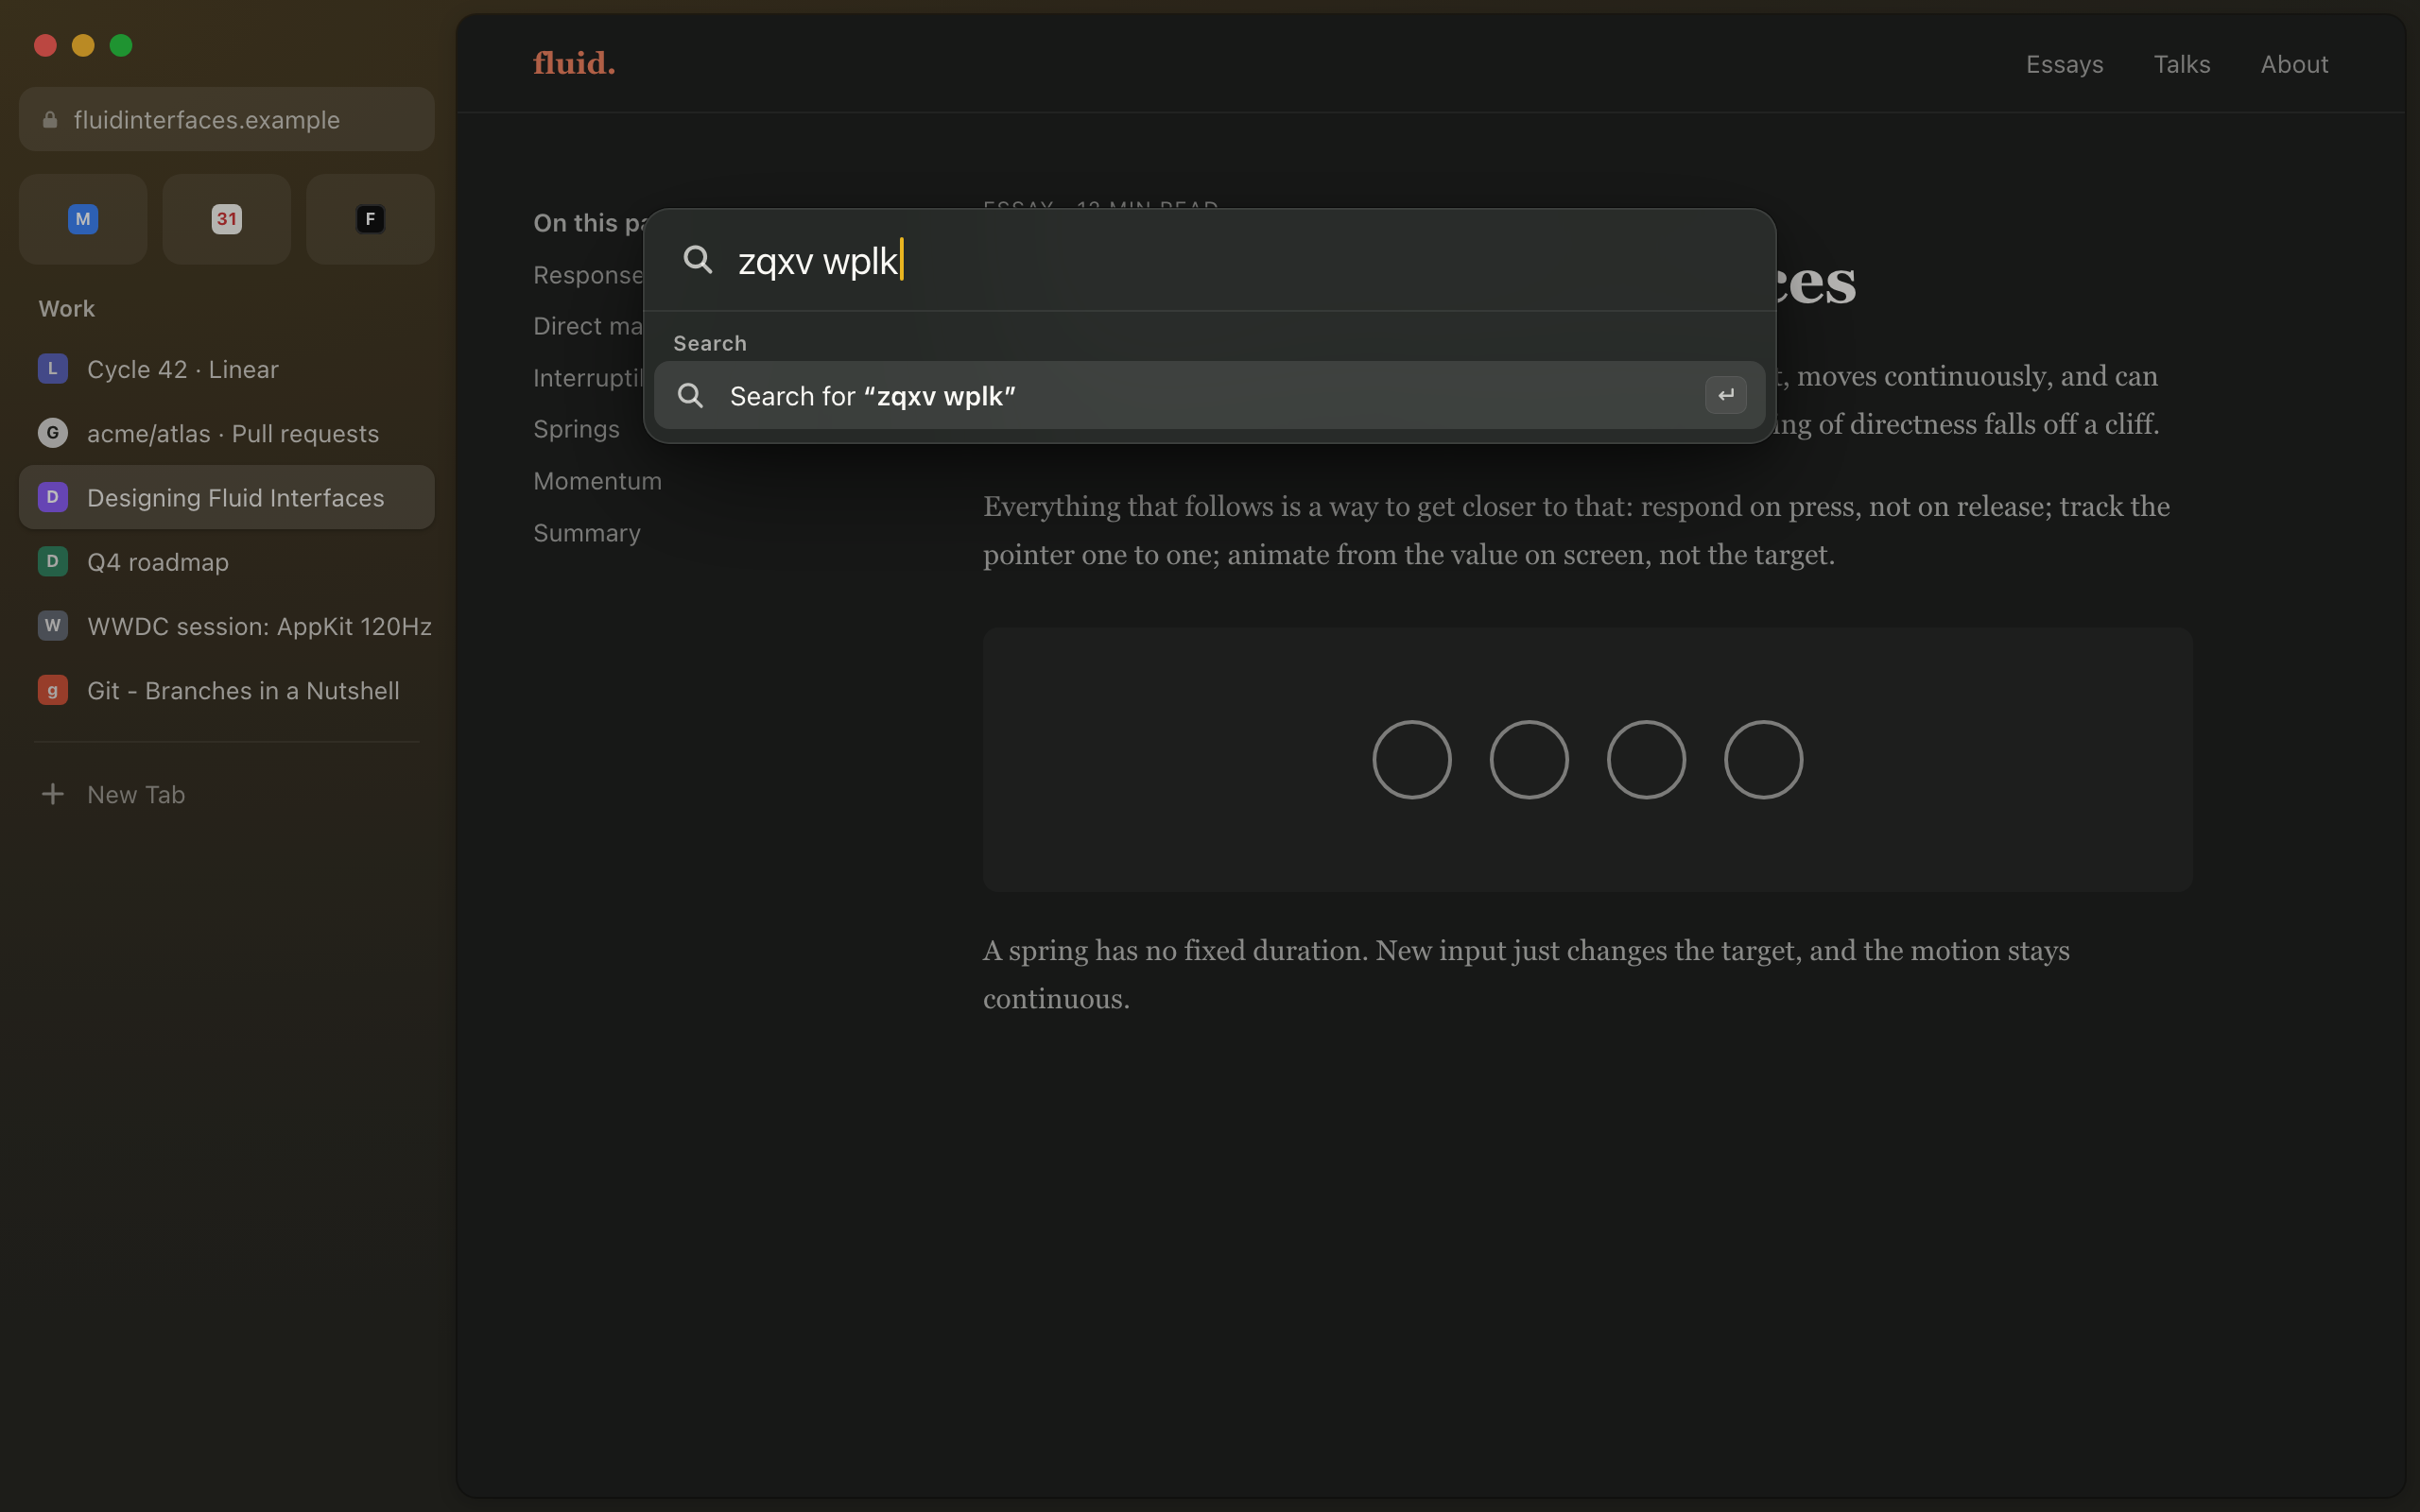 fluidinterfaces.example
M
31
F
Work
L Cycle 42 · Linear
G acme/atlas · Pull requests
D Designing Fluid Interfaces
D Q4 roadmap
W WWDC session: AppKit 120Hz
g Git - Branches in a Nutshell
New Tab
fluid.
Essays Talks About
zqxv wplk
Search
Search for “zqxv wplk”
On this
Springs
Momentum
Summary
moves continuously, and can
of directness falls off a cliff.
Everything that follows is a way to get closer to that: respond on press, not on release; track the
pointer one to one; animate from the value on screen, not the target.
A spring has no fixed duration. New input just changes the target, and the motion stays
continuous.